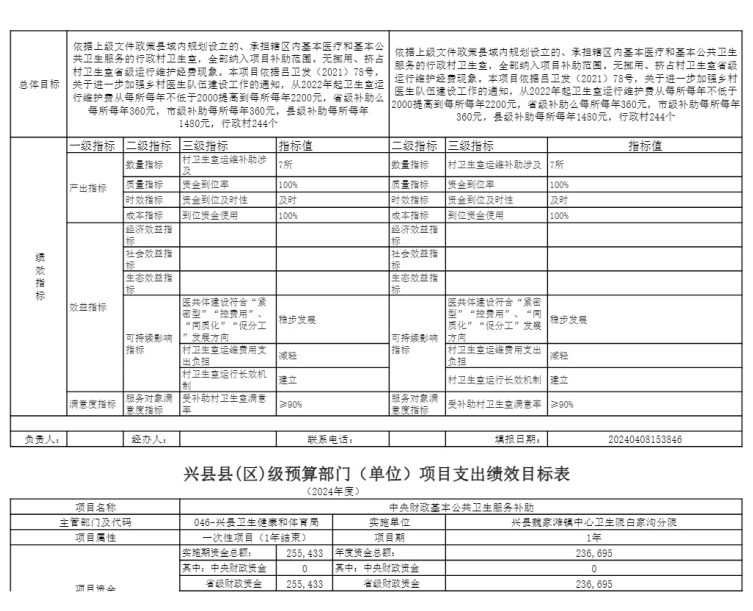 总体目标
依据上级文件政策县域内规划设立的、承担辖区内基本医疗和基本公
共卫生服务的行政村卫生室，全部纳入项目补助范围。无挪用、挤占
村卫生室省级运行维护经费现象。本项目依据吕卫发（2021）78号，
关于进一步加强乡村医生队伍建设工作的通知，从2022年起卫生室运
行维护费从每所每年不低于2000提高到每所每年2200元，省级补助么
每所每年360元，市级补助每所每年360元，县级补助每所每年
1480元，行政村244个
依据上级文件政策县域内规划设立的、承担辖区内基本医疗和基本公共卫生
服务的行政村卫生室，全部纳入项目补助范围。无挪用、挤占村卫生室省级
运行维护经费现象。本项目依据吕卫发（2021）78号，关于进一步加强乡村
医生队伍建设工作的通知，从2022年起卫生室运行维护费从每所每年不低于
2000提高到每所每年2200元，省级补助么每所每年360元，市级补助每所每年
360元，县级补助每所每年1480元，行政村244个
绩效指标
一级指标 二级指标 三级指标 指标值 二级指标 三级指标 指标值
产出指标
数量指标 村卫生室运维补助涉及 7所 数量指标 村卫生室运维补助涉及 7所
质量指标 资金到位率 100% 质量指标 资金到位率 100%
时效指标 资金到位及时性 及时 时效指标 资金到位及时性 及时
成本指标 到位资金使用 100% 成本指标 到位资金使用 100%
效益指标
经济效益指标 经济效益指标
社会效益指标 社会效益指标
生态效益指标 生态效益指标
可持续影响指标 医共体建设符合“紧密型”“控费用”、“同质化”“促分工”发展方向 稳步发展 可持续影响指标 医共体建设符合“紧密型”“控费用”、“同质化”“促分工”发展方向 稳步发展
村卫生室运维费用支出负担 减轻 村卫生室运维费用支出负担 减轻
村卫生室运行长效机制 建立 村卫生室运行长效机制 建立
满意度指标 服务对象满意度指标 受补助村卫生室满意率 ≥90% 服务对象满意度指标 受补助村卫生室满意率 ≥90%
负责人： 经办人： 联系电话： 填报日期： 20240408153846
兴县县(区)级预算部门（单位）项目支出绩效目标表
（2024年度）
项目名称 中央财政基本公共卫生服务补助
主管部门及代码 046-兴县卫生健康和体育局 实施单位 兴县魏家滩镇中心卫生院白家沟分院
项目属性 一次性项目（1年结束） 项目期 1年
项目资金
实施期资金总额： 255,433 年度资金总额： 236,695
其中：中央财政资金 0 其中：中央财政资金 0
省级财政资金 255,433 省级财政资金 236,695